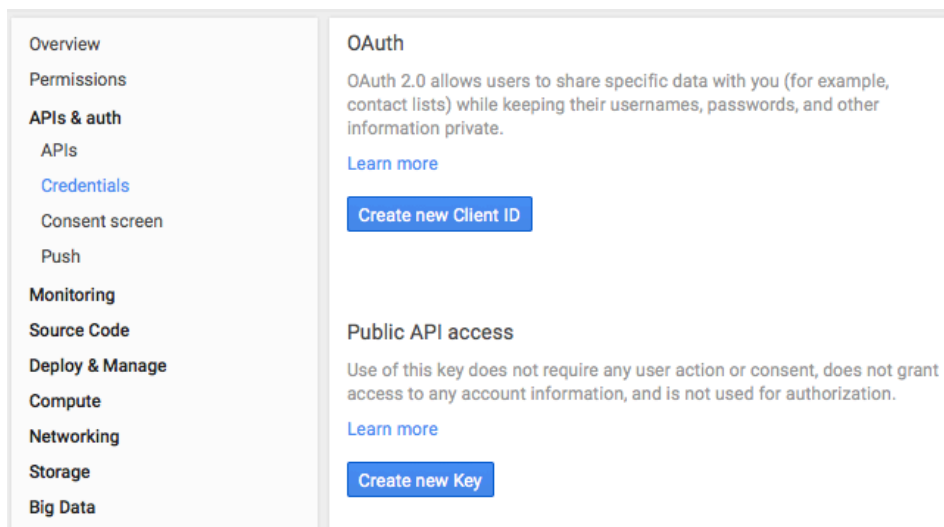 Overview
Permissions
APIs & auth
APIs
Credentials
Consent screen
Push
Monitoring
Source Code
Deploy & Manage
Compute
Networking
Storage
Big Data
OAuth
OAuth 2.0 allows users to share specific data with you (for example,
contact lists) while keeping their usernames, passwords, and other
information private.
Learn more
Create new Client ID
Public API access
Use of this key does not require any user action or consent, does not grant
access to any account information, and is not used for authorization.
Learn more
Create new Key